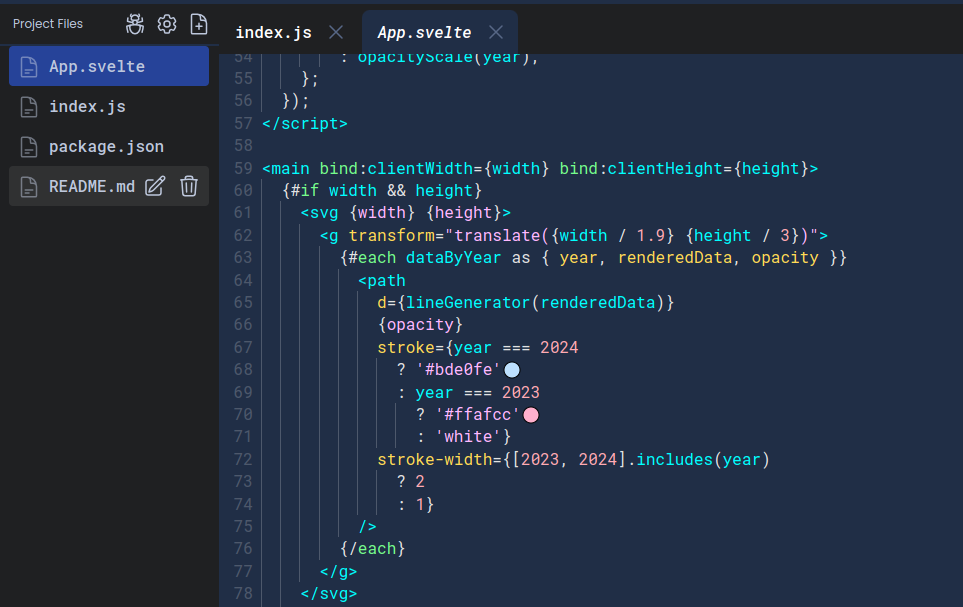 Project Files
App.svelte
index.js
package.json
README.md
index.js
App.svelte
54 : opacityScale(year),
55 };
56 });
57 </script>
58
59 <main bind:clientWidth={width} bind:clientHeight={height}>
60 {#if width && height}
61 <svg {width} {height}>
62 <g transform="translate({width / 1.9} {height / 3})">
63 {#each dataByYear as { year, renderedData, opacity }}
64 <path
65 d={lineGenerator(renderedData)}
66 {opacity}
67 stroke={year === 2024
68 ? '#bde0fe'
69 : year === 2023
70 ? '#ffafcc'
71 : 'white'}
72 stroke-width={[2023, 2024].includes(year)
73 ? 2
74 : 1}
75 />
76 {/each}
77 </g>
78 </svg>